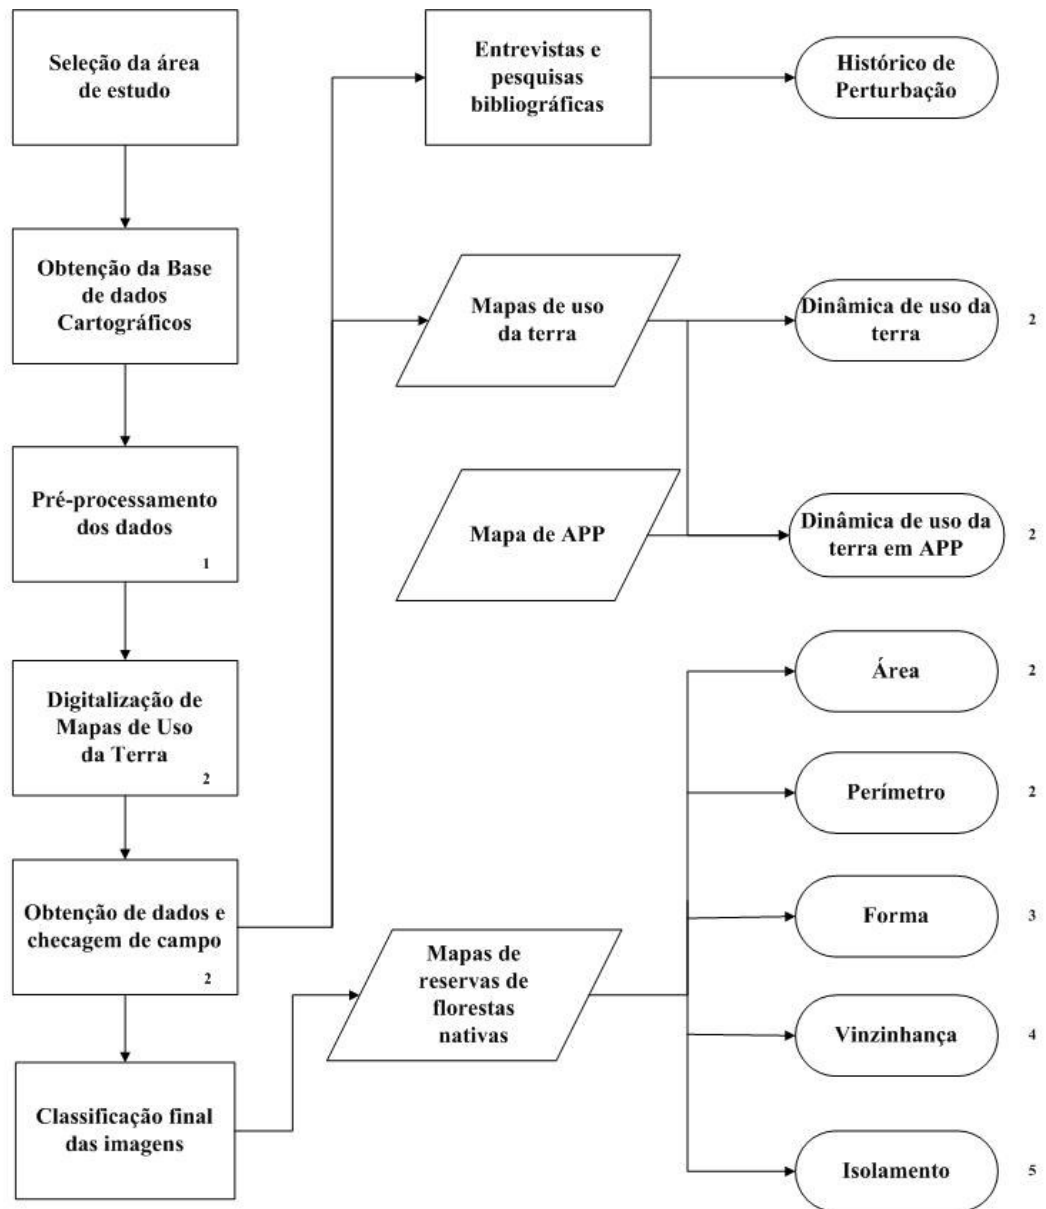 Seleção da área
de estudo
Obtenção da Base
de dados
Cartográficos
Pré-processamento
dos dados
1
Digitalização de
Mapas de Uso
da Terra
2
Obtenção de dados e
checagem de campo
2
Classificação final
das imagens
Entrevistas e
pesquisas
bibliográficas
Histórico de
Perturbação
Mapas de uso
da terra
Dinâmica de uso da
terra
2
Mapa de APP
Dinâmica de uso da
terra em APP
2
Mapas de
reservas de
florestas
nativas
Área
2
Perímetro
2
Forma
3
Vinzinhança
4
Isolamento
5